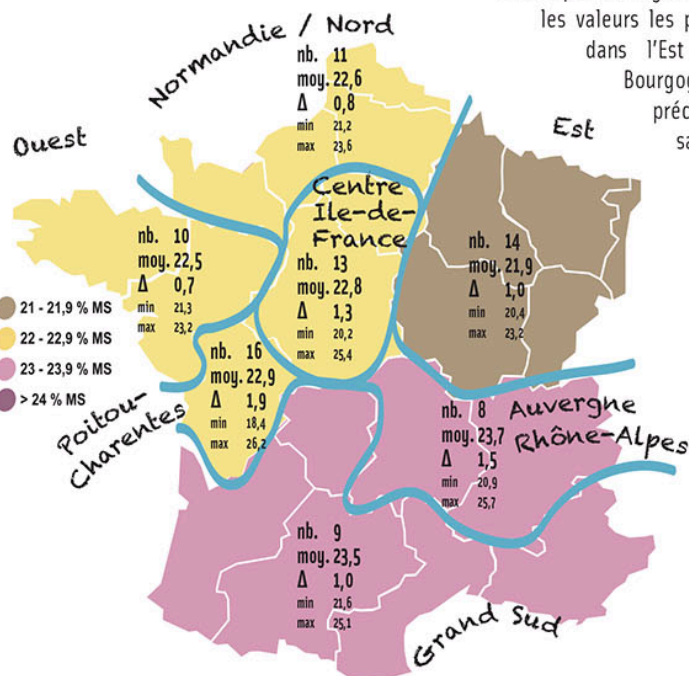 les valeurs les
dans l'Est
Normandie / Nord
nb. 11
moy. 22,6
Δ 0,8
min 21,2
max 23,6
Ouest
Est
Centre
Ile-de-
France
nb. 10
moy. 22,5
Δ 0,7
min 21,3
max 23,2
nb. 13
moy. 22,8
Δ 1,3
min 20,2
max 25,4
nb. 14
moy. 21,9
Δ 1,0
min 20,4
max 23,2
21 - 21,9 % MS
22 - 22,9 % MS
23 - 23,9 % MS
> 24 % MS
nb. 16
moy. 22,9
Δ 1,9
min 18,4
max 26,2
Poitou-
Charentes
nb. 8
moy. 23,7
Δ 1,5
min 20,9
max 25,7
Auvergne
Rhône-Alpes
nb. 9
moy. 23,5
Δ 1,0
min 21,6
max 25,1
Grand Sud